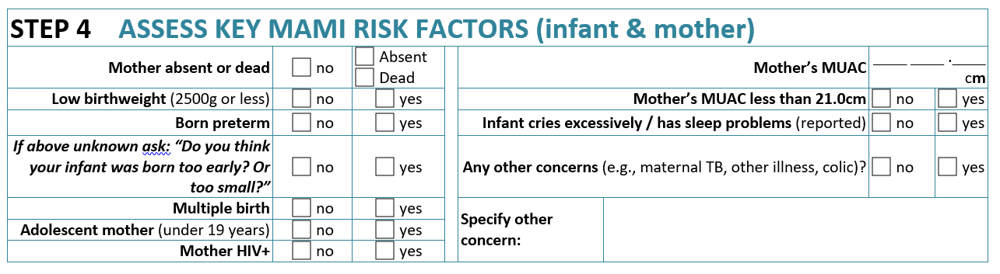 STEP 4 ASSESS KEY MAMI RISK FACTORS (infant & mother)
Mother absent or dead no Absent
Dead
Low birthweight (2500g or less) no yes
Born preterm no yes
If above unknown ask: “Do you think
your infant was born too early? Or
too small?” no yes
Multiple birth no yes
Adolescent mother (under 19 years) no yes
Mother HIV+ no yes
Mother’s MUAC ____ ____ .____
cm
Mother’s MUAC less than 21.0cm no yes
Infant cries excessively / has sleep problems (reported) no yes
Any other concerns (e.g., maternal TB, other illness, colic)? no yes
Specify other
concern: